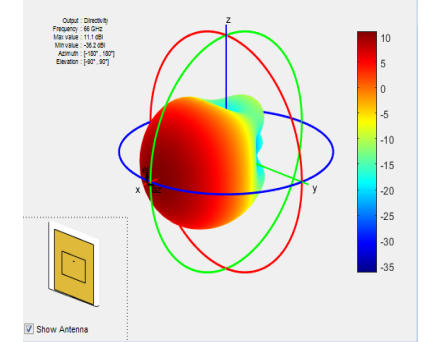 Output : Directivity
Frequency : 66 GHz
Max value : 11.1 dBi
Min value : -36.2 dBi
Azimuth : [-180° , 180°]
Elevation : [-90° , 90°]
z
x
az
y
10
5
0
-5
-10
-15
-20
-25
-30
-35
Show Antenna